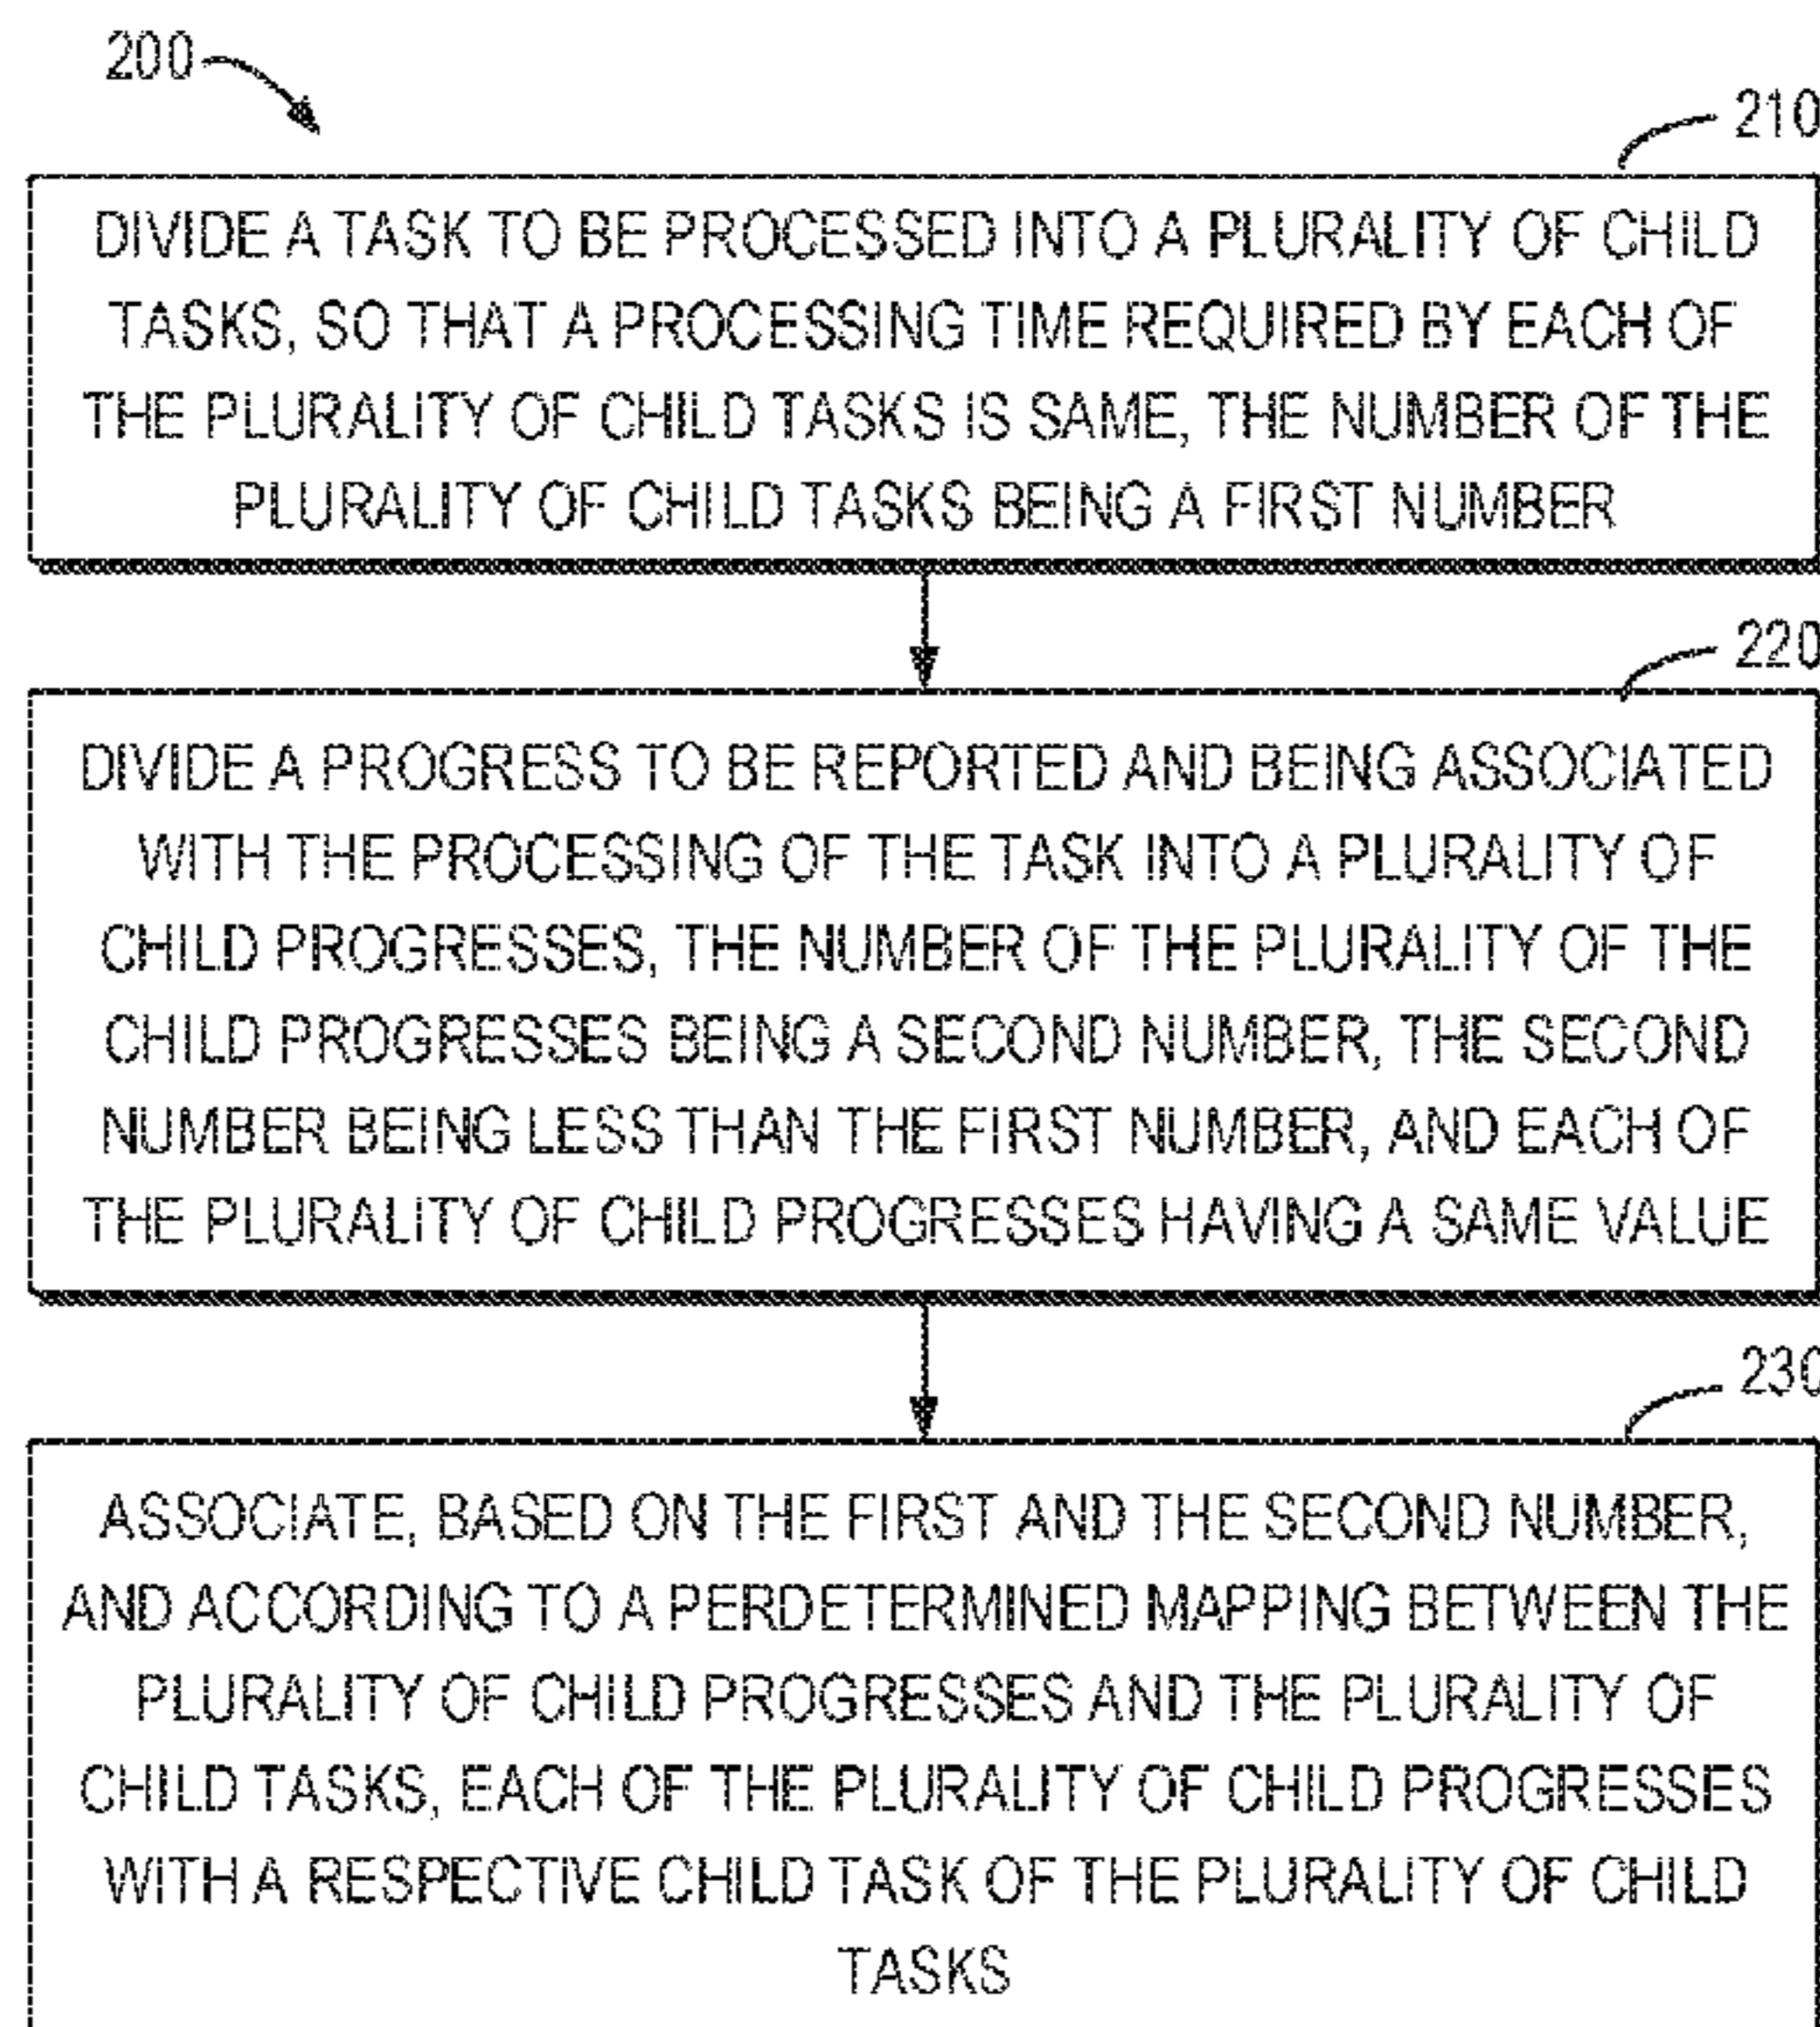 200
210
DIVIDE A TASK TO BE PROCESSED INTO A PLURALITY OF CHILD
TASKS, SO THAT A PROCESSING TIME REQUIRED BY EACH OF
THE PLURALITY OF CHILD TASKS IS SAME, THE NUMBER OF THE
PLURALITY OF CHILD TASKS BEING A FIRST NUMBER
220
DIVIDE A PROGRESS TO BE REPORTED AND BEING ASSOCIATED
WITH THE PROCESSING OF THE TASK INTO A PLURALITY OF
CHILD PROGRESSES, THE NUMBER OF THE PLURALITY OF THE
CHILD PROGRESSES BEING A SECOND NUMBER, THE SECOND
NUMBER BEING LESS THAN THE FIRST NUMBER, AND EACH OF
THE PLURALITY OF CHILD PROGRESSES HAVING A SAME VALUE
230
ASSOCIATE, BASED ON THE FIRST AND THE SECOND NUMBER,
AND ACCORDING TO A PERDETERMINED MAPPING BETWEEN THE
PLURALITY OF CHILD PROGRESSES AND THE PLURALITY OF
CHILD TASKS, EACH OF THE PLURALITY OF CHILD PROGRESSES
WITH A RESPECTIVE CHILD TASK OF THE PLURALITY OF CHILD
TASKS